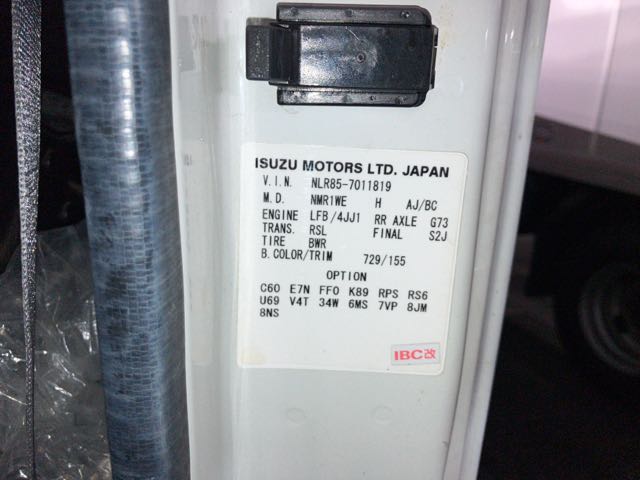 ISUZU MOTORS LTD. JAPAN
V.I.N. NLR85-7011819
M.D. NMR1WE H AJ/BC
ENGINE LFB/4JJ1 RR AXLE G73
TRANS. RSL FINAL S2J
TIRE BWR
B.COLOR/TRIM 729/155
OPTION
C60 E7N FF0 K89 RPS RS6
U69 V4T 34W 6MS 7VP 8JM
8NS
IBC改